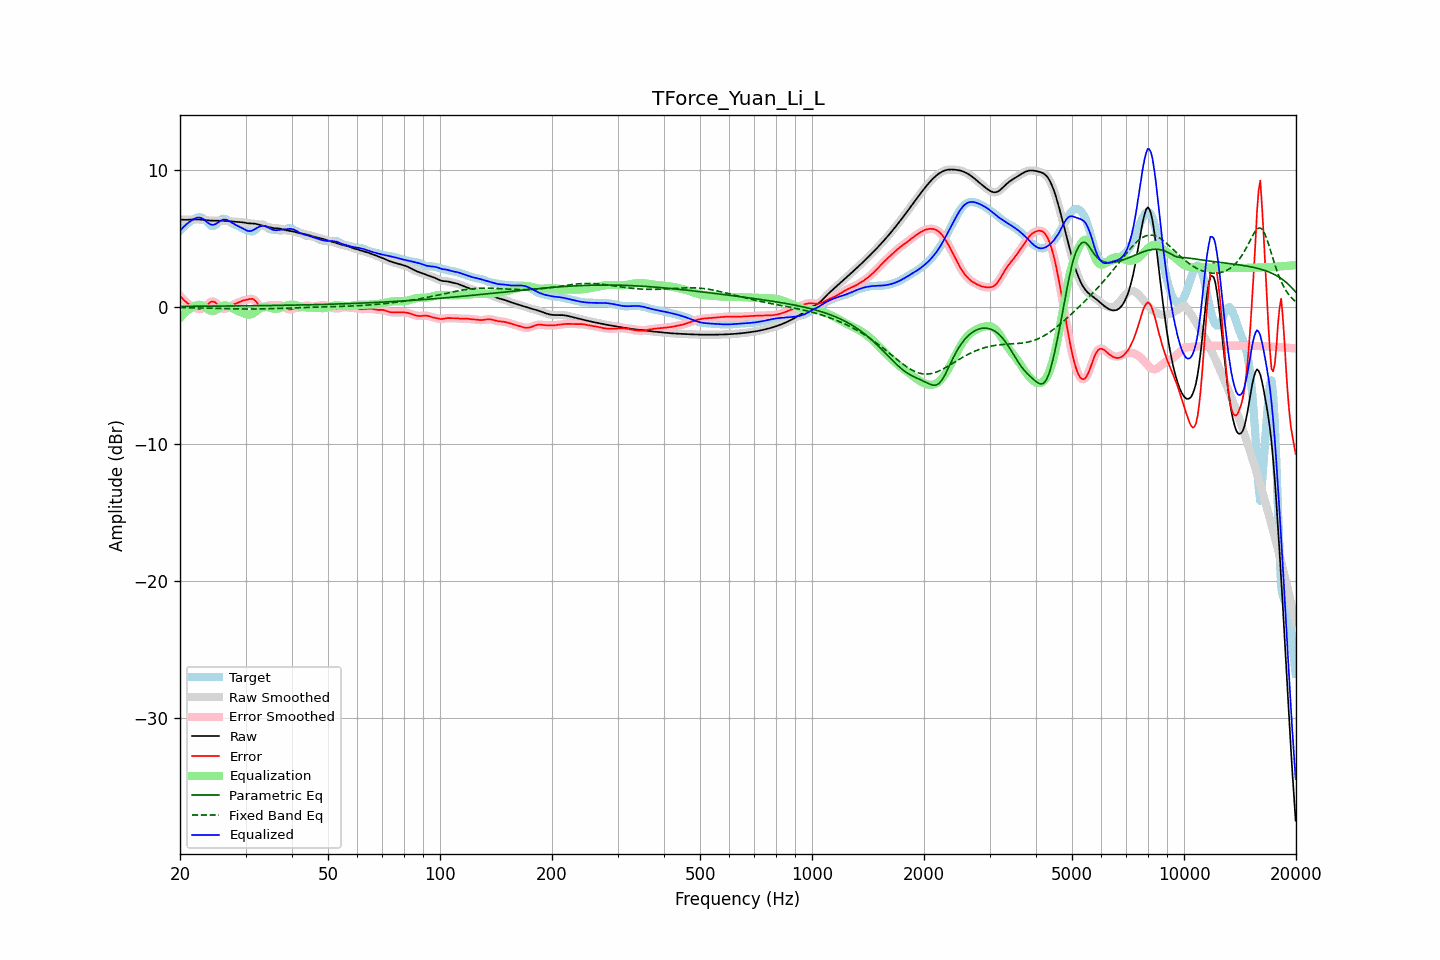 TForce_Yuan_Li_L
Amplitude (dBr)
10
0
−10
−20
−30
Target
Raw Smoothed
Error Smoothed
Raw
Error
Equalization
Parametric Eq
Fixed Band Eq
Equalized
20 50 100 200 500 1000 2000 5000 10000 20000
Frequency (Hz)